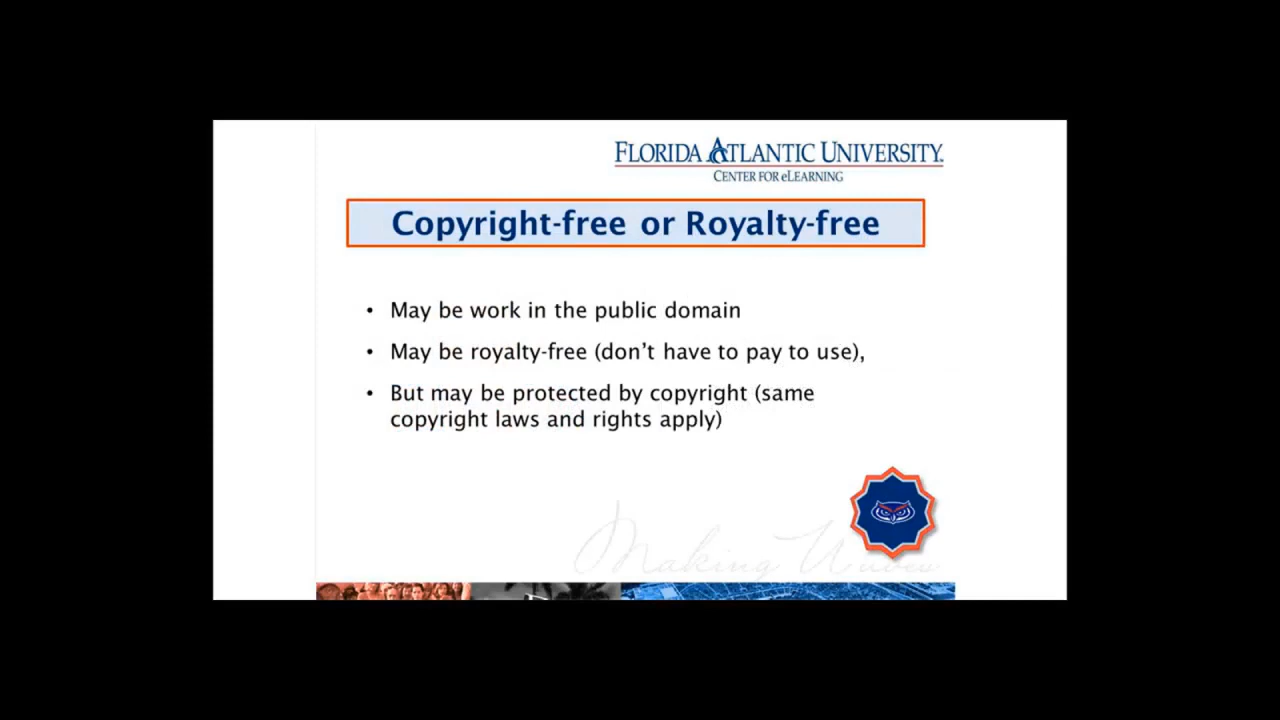 FLORIDA ATLANTIC UNIVERSITY.
CENTER FOR eLEARNING
Copyright-free or Royalty-free
• May be work in the public domain
• May be royalty-free (don’t have to pay to use),
• But may be protected by copyright (same
copyright laws and rights apply)
Making Waves